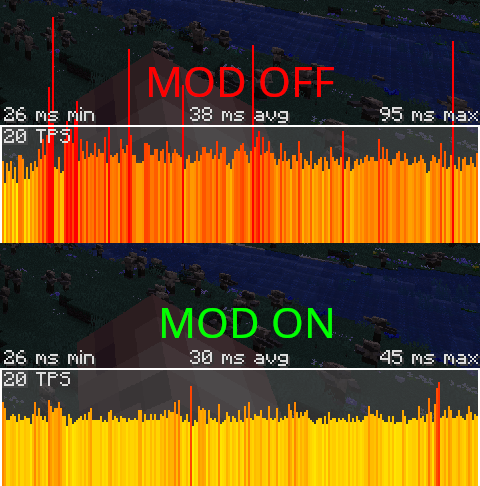 MOD OFF
26 ms min 38 ms avg 95 ms max
20 TPS
MOD ON
26 ms min 30 ms avg 45 ms max
20 TPS